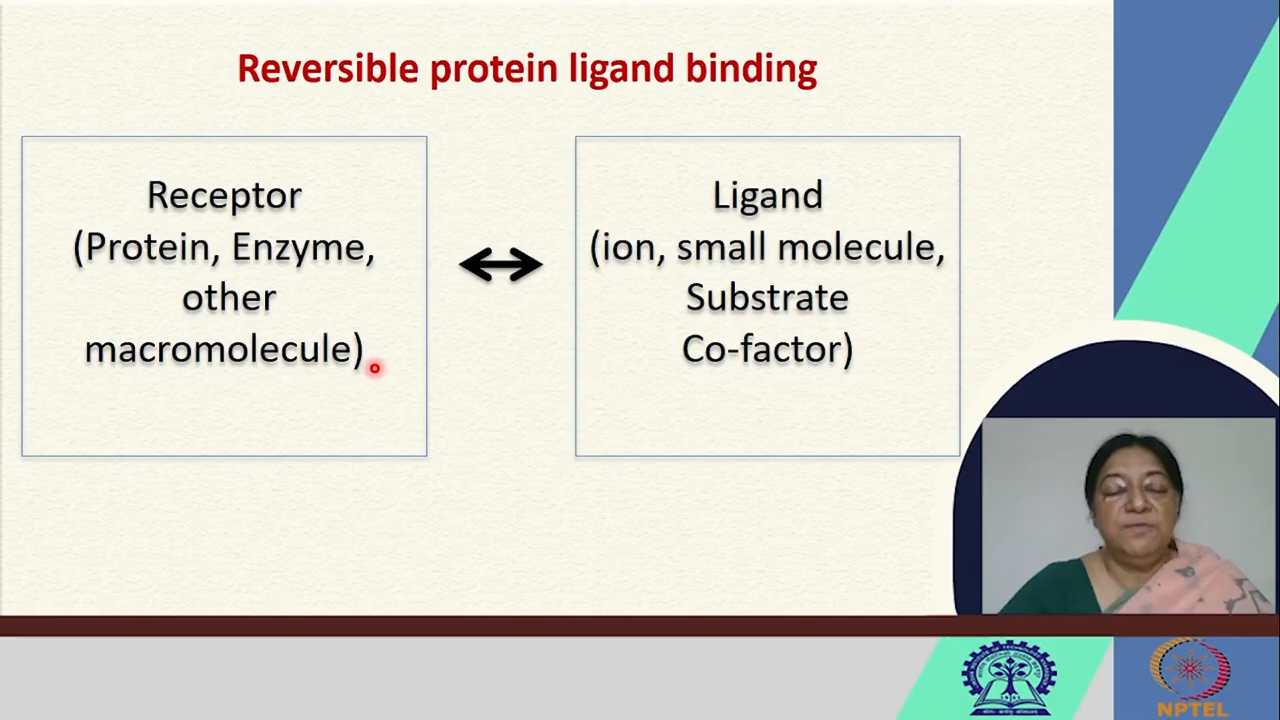 Reversible protein ligand binding
Receptor
(Protein, Enzyme,
other
macromolecule)
Ligand
(ion, small molecule,
Substrate
Co-factor)
NPTEL